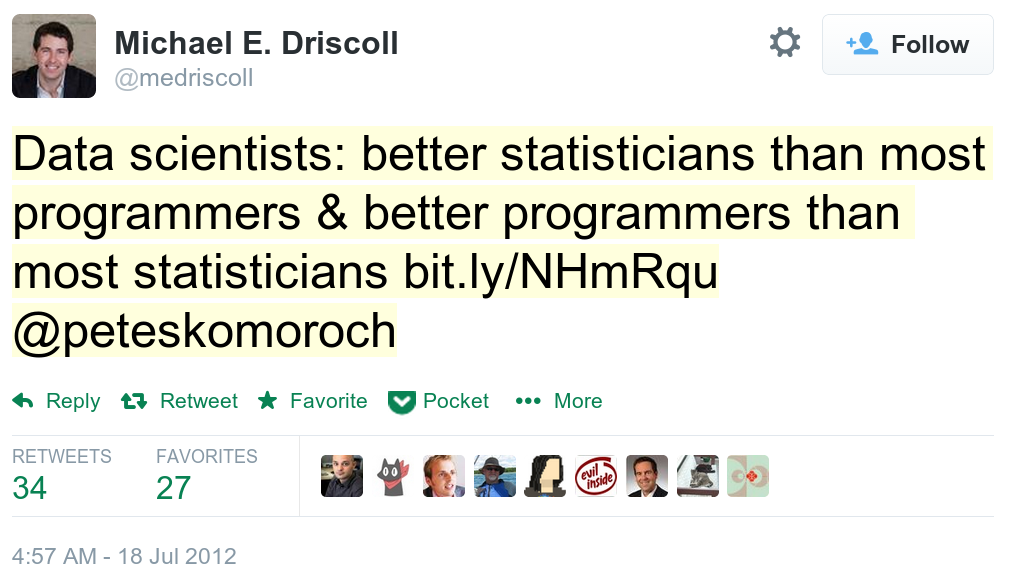 Michael E. Driscoll
@medriscoll
Follow
Data scientists: better statisticians than most
programmers & better programmers than
most statisticians bit.ly/NHmRqu
@peteskomoroch
Reply Retweet Favorite Pocket More
RETWEETS FAVORITES
34 27
evil
inside
4:57 AM - 18 Jul 2012